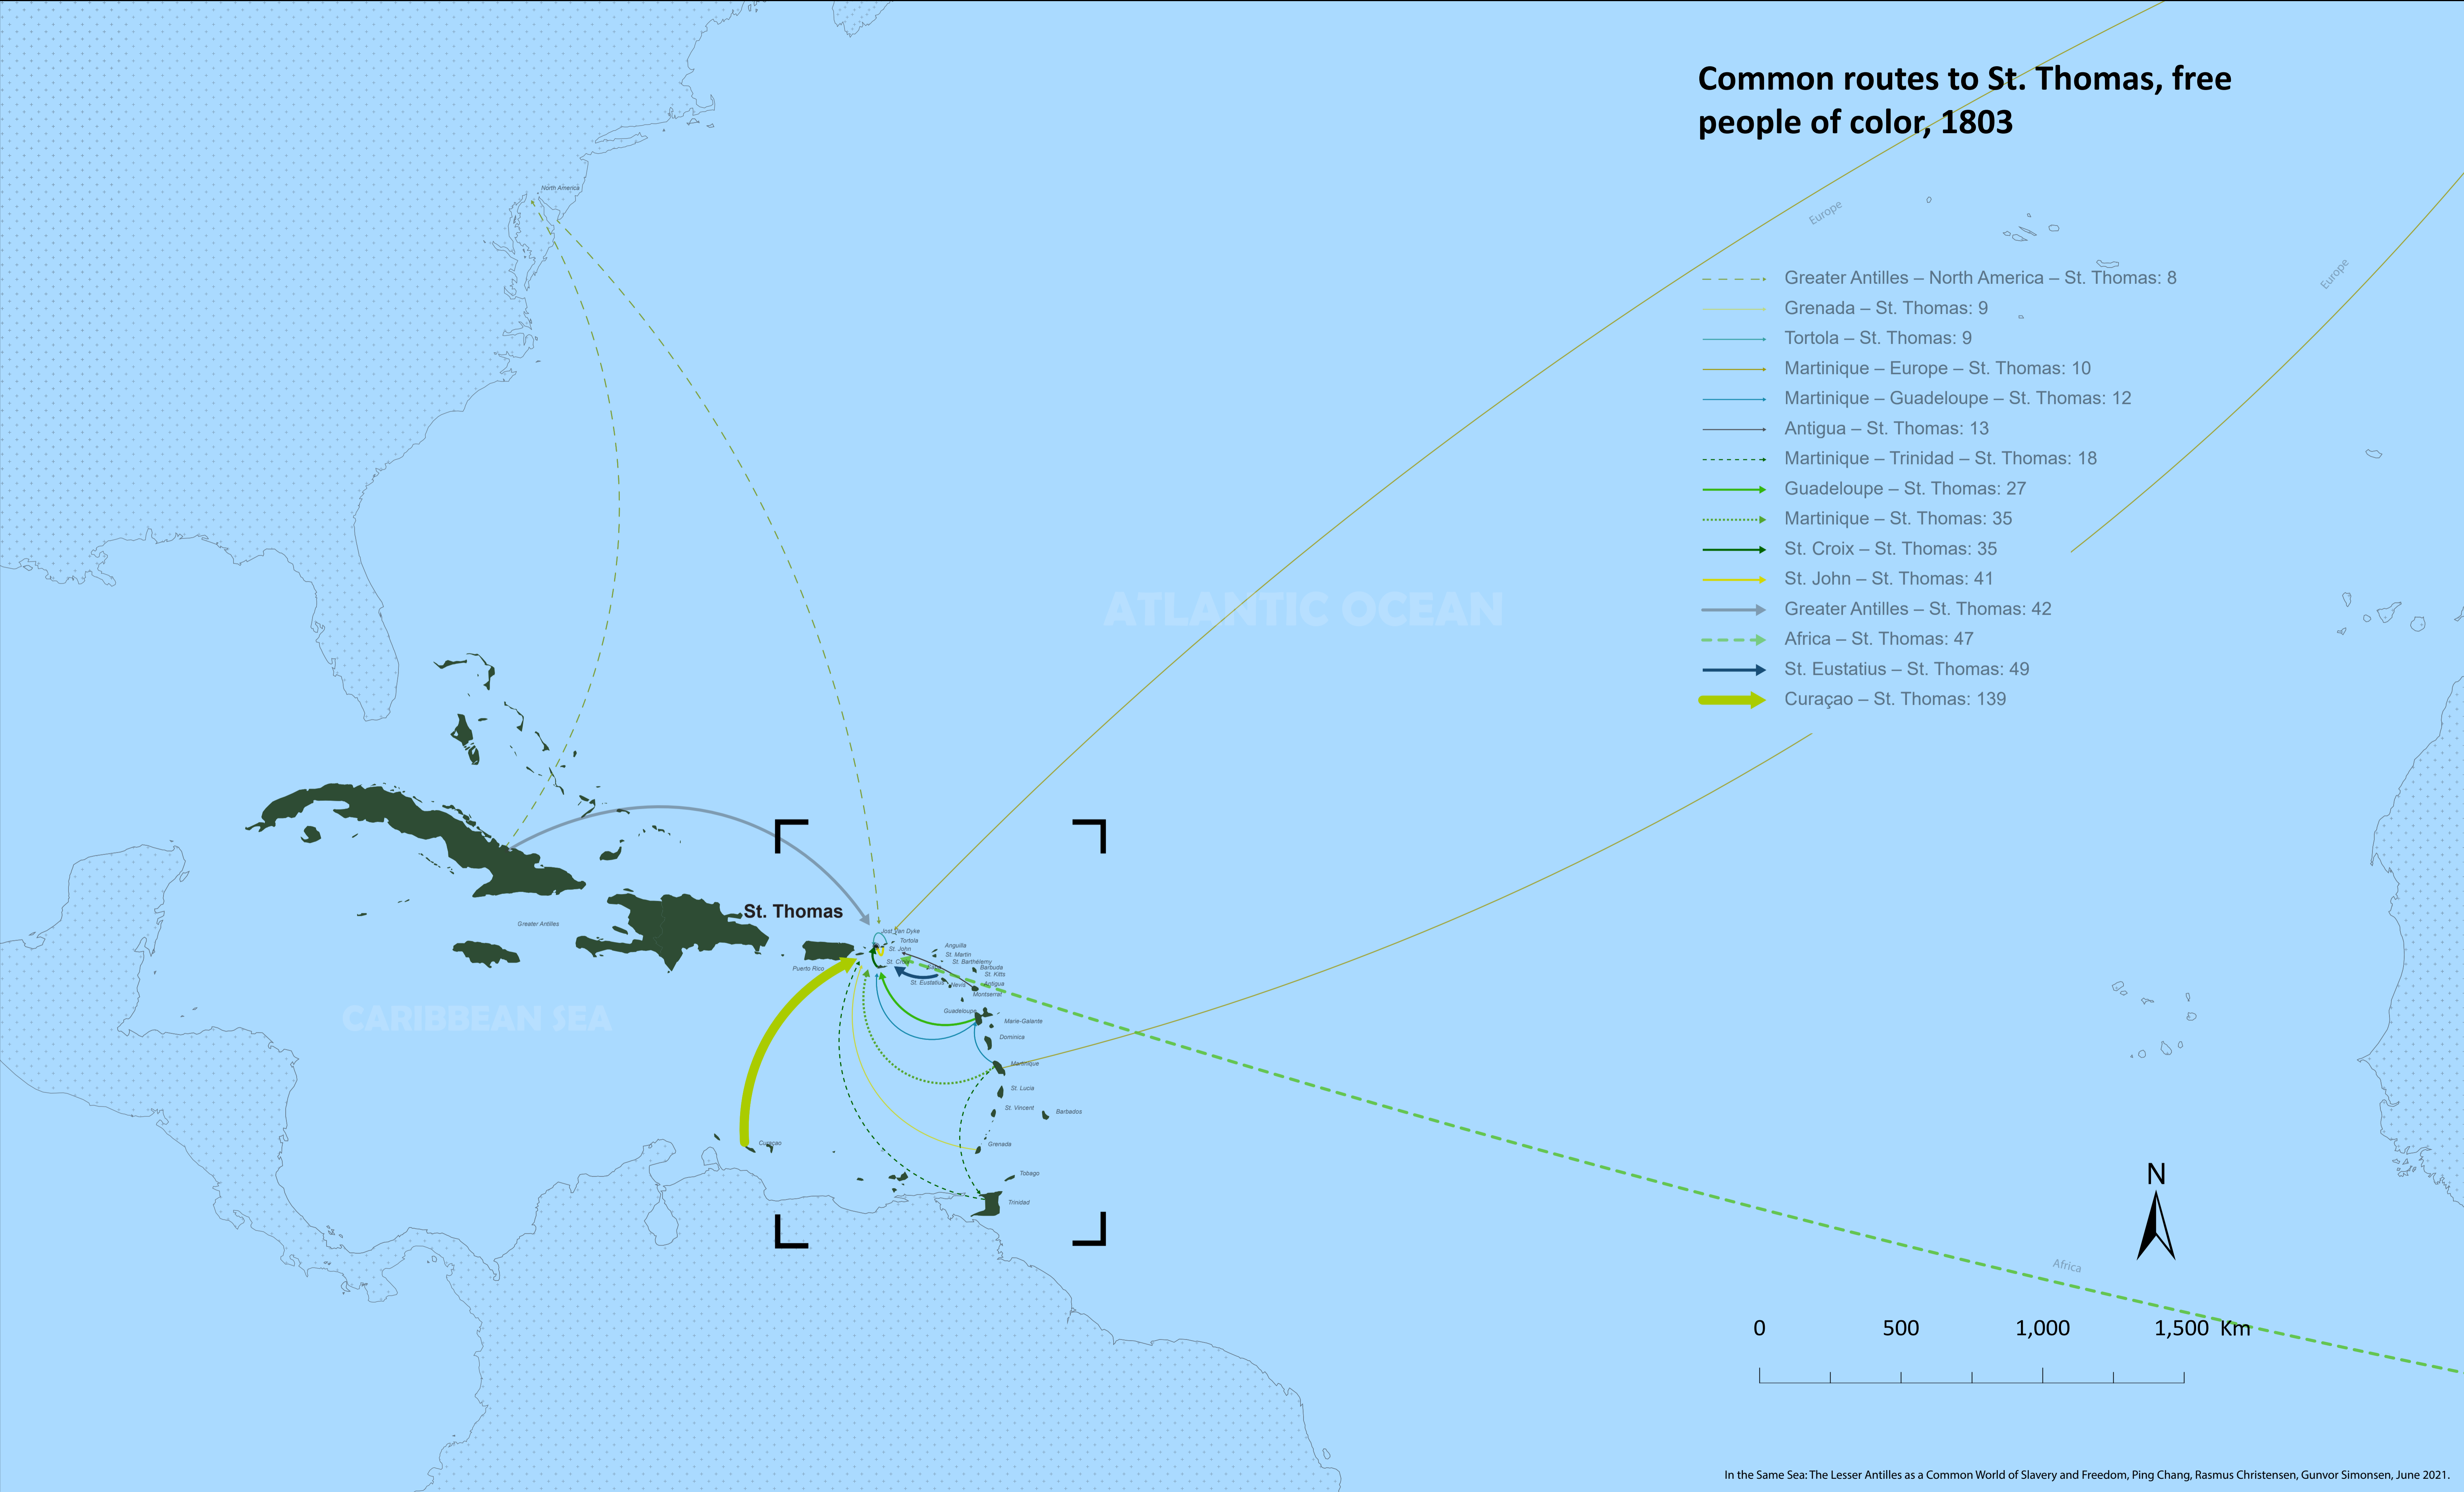 Common routes to St. Thomas, free
people of color, 1803
North America
Europe
Europe
Greater Antilles – North America – St. Thomas: 8
Grenada – St. Thomas: 9
Tortola – St. Thomas: 9
Martinique – Europe – St. Thomas: 10
Martinique – Guadeloupe – St. Thomas: 12
Antigua – St. Thomas: 13
Martinique – Trinidad – St. Thomas: 18
Guadeloupe – St. Thomas: 27
Martinique – St. Thomas: 35
St. Croix – St. Thomas: 35
St. John – St. Thomas: 41
Greater Antilles – St. Thomas: 42
Africa – St. Thomas: 47
St. Eustatius – St. Thomas: 49
Curaçao – St. Thomas: 139
ATLANTIC OCEAN
St. Thomas
Greater Antilles
Jost Van Dyke
Tortola
St. John
Anguilla
St. Martin
St. Croix
St. Barthélemy
Puerto Rico
Barbuda
St. Kitts
St. Eustatius
Nevis
Antigua
Montserrat
Guadeloupe
Marie-Galante
CARIBBEAN SEA
Dominica
Martinique
St. Lucia
St. Vincent
Barbados
Curaçao
Grenada
Tobago
Trinidad
N
Africa
0 500 1,000 1,500 Km
In the Same Sea: The Lesser Antilles as a Common World of Slavery and Freedom, Ping Chang, Rasmus Christensen, Gunvor Simonsen, June 2021.